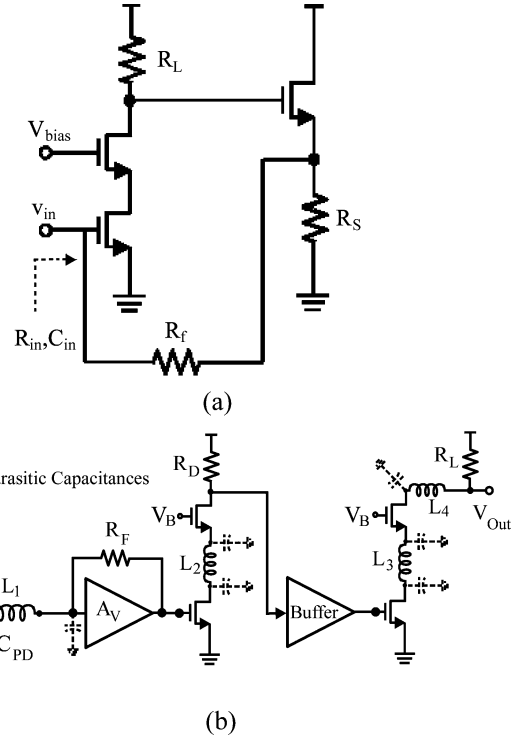 R_L
V_bias
v_in
R_S
R_in,C_in
R_f
(a)
R_D
R_L
Capacitances
V_B
V_B
L_4
V_Out
R_F
L_2
L_3
L_1
A_V
Buffer
C_PD
(b)